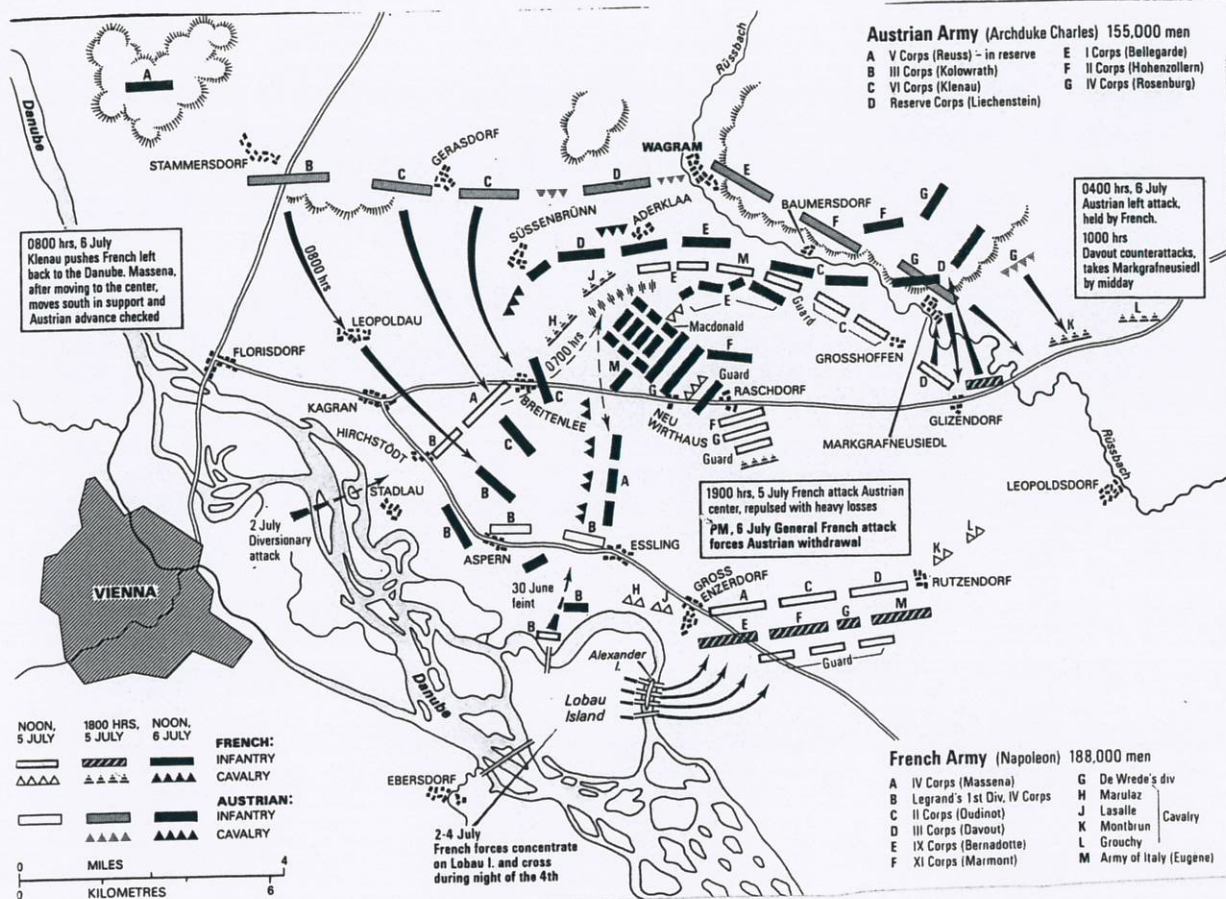 Austrian Army (Archduke Charles) 155,000 men
A V Corps (Reuss) – in reserve
B III Corps (Kolowrath)
C VI Corps (Klenau)
D Reserve Corps (Liechenstein)
E I Corps (Bellegarde)
F II Corps (Hohenzollern)
G IV Corps (Rosenburg)
Rüssbach
A
Danube
STAMMERSDORF
B
C
GERASDORF
C
D
WAGRAM
E
BAUMERSDORF
F
F
G
0400 hrs, 6 July
Austrian left attack,
held by French.
1000 hrs
Davout counterattacks,
takes Markgrafneusiedl
by midday
0800 hrs, 6 July
Klenau pushes French left
back to the Danube. Massena,
after moving to the center,
moves south in support and
Austrian advance checked
0800 hrs
SÜSSENBRÜNN
ADERKLAA
D
E
J
E
M
C
G
D
G
L
K
H
0700 hrs
E
Guard
C
Macdonald
LEOPOLDAU
FLORISDORF
GROSSHOFFEN
F
Guard
M
G
RASCHDORF
D
A
C
BREITENLEE
KAGRAN
NEU
WIRTHAUS
GLIZENDORF
MARKGRAFNEUSIEDL
HIRCHSTÖDT
B
C
F
G
Guard
Rüssbach
STADLAU
B
A
LEOPOLDSDORF
2 July
Diversionary
attack
1900 hrs, 5 July French attack Austrian
center, repulsed with heavy losses
PM, 6 July General French attack
forces Austrian withdrawal
B
B
B
ASPERN
ESSLING
L
K
VIENNA
30 June
feint
B
H
J
GROSS
ENZERDORF
A
C
D
RUTZENDORF
B
E
F
G
M
Guard
Alexander
I.
Lobau
Island
Danube
EBERSDORF
2-4 July
French forces concentrate
on Lobau I. and cross
during night of the 4th
NOON,
5 JULY
1800 HRS,
5 JULY
NOON,
6 JULY
FRENCH:
INFANTRY
CAVALRY
AUSTRIAN:
INFANTRY
CAVALRY
0 MILES 4
0 KILOMETRES 6
French Army (Napoleon) 188,000 men
A IV Corps (Massena)
B Legrand's 1st Div, IV Corps
C II Corps (Oudinot)
D III Corps (Davout)
E IX Corps (Bernadotte)
F XI Corps (Marmont)
G De Wrede's div
H Marulaz
J Lasalle
K Montbrun
L Grouchy
Cavalry
M Army of Italy (Eugène)